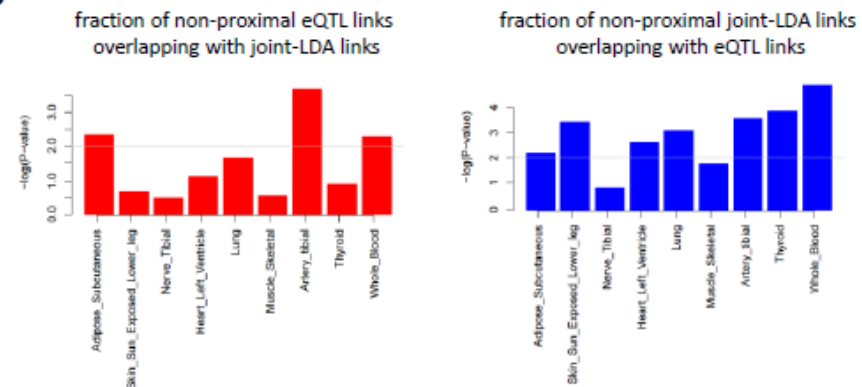 fraction of non-proximal eQTL links
overlapping with joint-LDA links
-log(P-value)
3.0
2.0
1.0
0.0
Adipose_Subcutaneous
Skin_Sun_Exposed_Lower_leg
Nerve_Tibial
Heart_Left_Ventricle
Lung
Muscle_Skeletal
Artery_tibial
Thyroid
Whole_Blood
fraction of non-proximal joint-LDA links
overlapping with eQTL links
-log(P-value)
4
3
2
1
0
Adipose_Subcutaneous
Skin_Sun_Exposed_Lower_leg
Nerve_Tibial
Heart_Left_Ventricle
Lung
Muscle_Skeletal
Artery_tibial
Thyroid
Whole_Blood